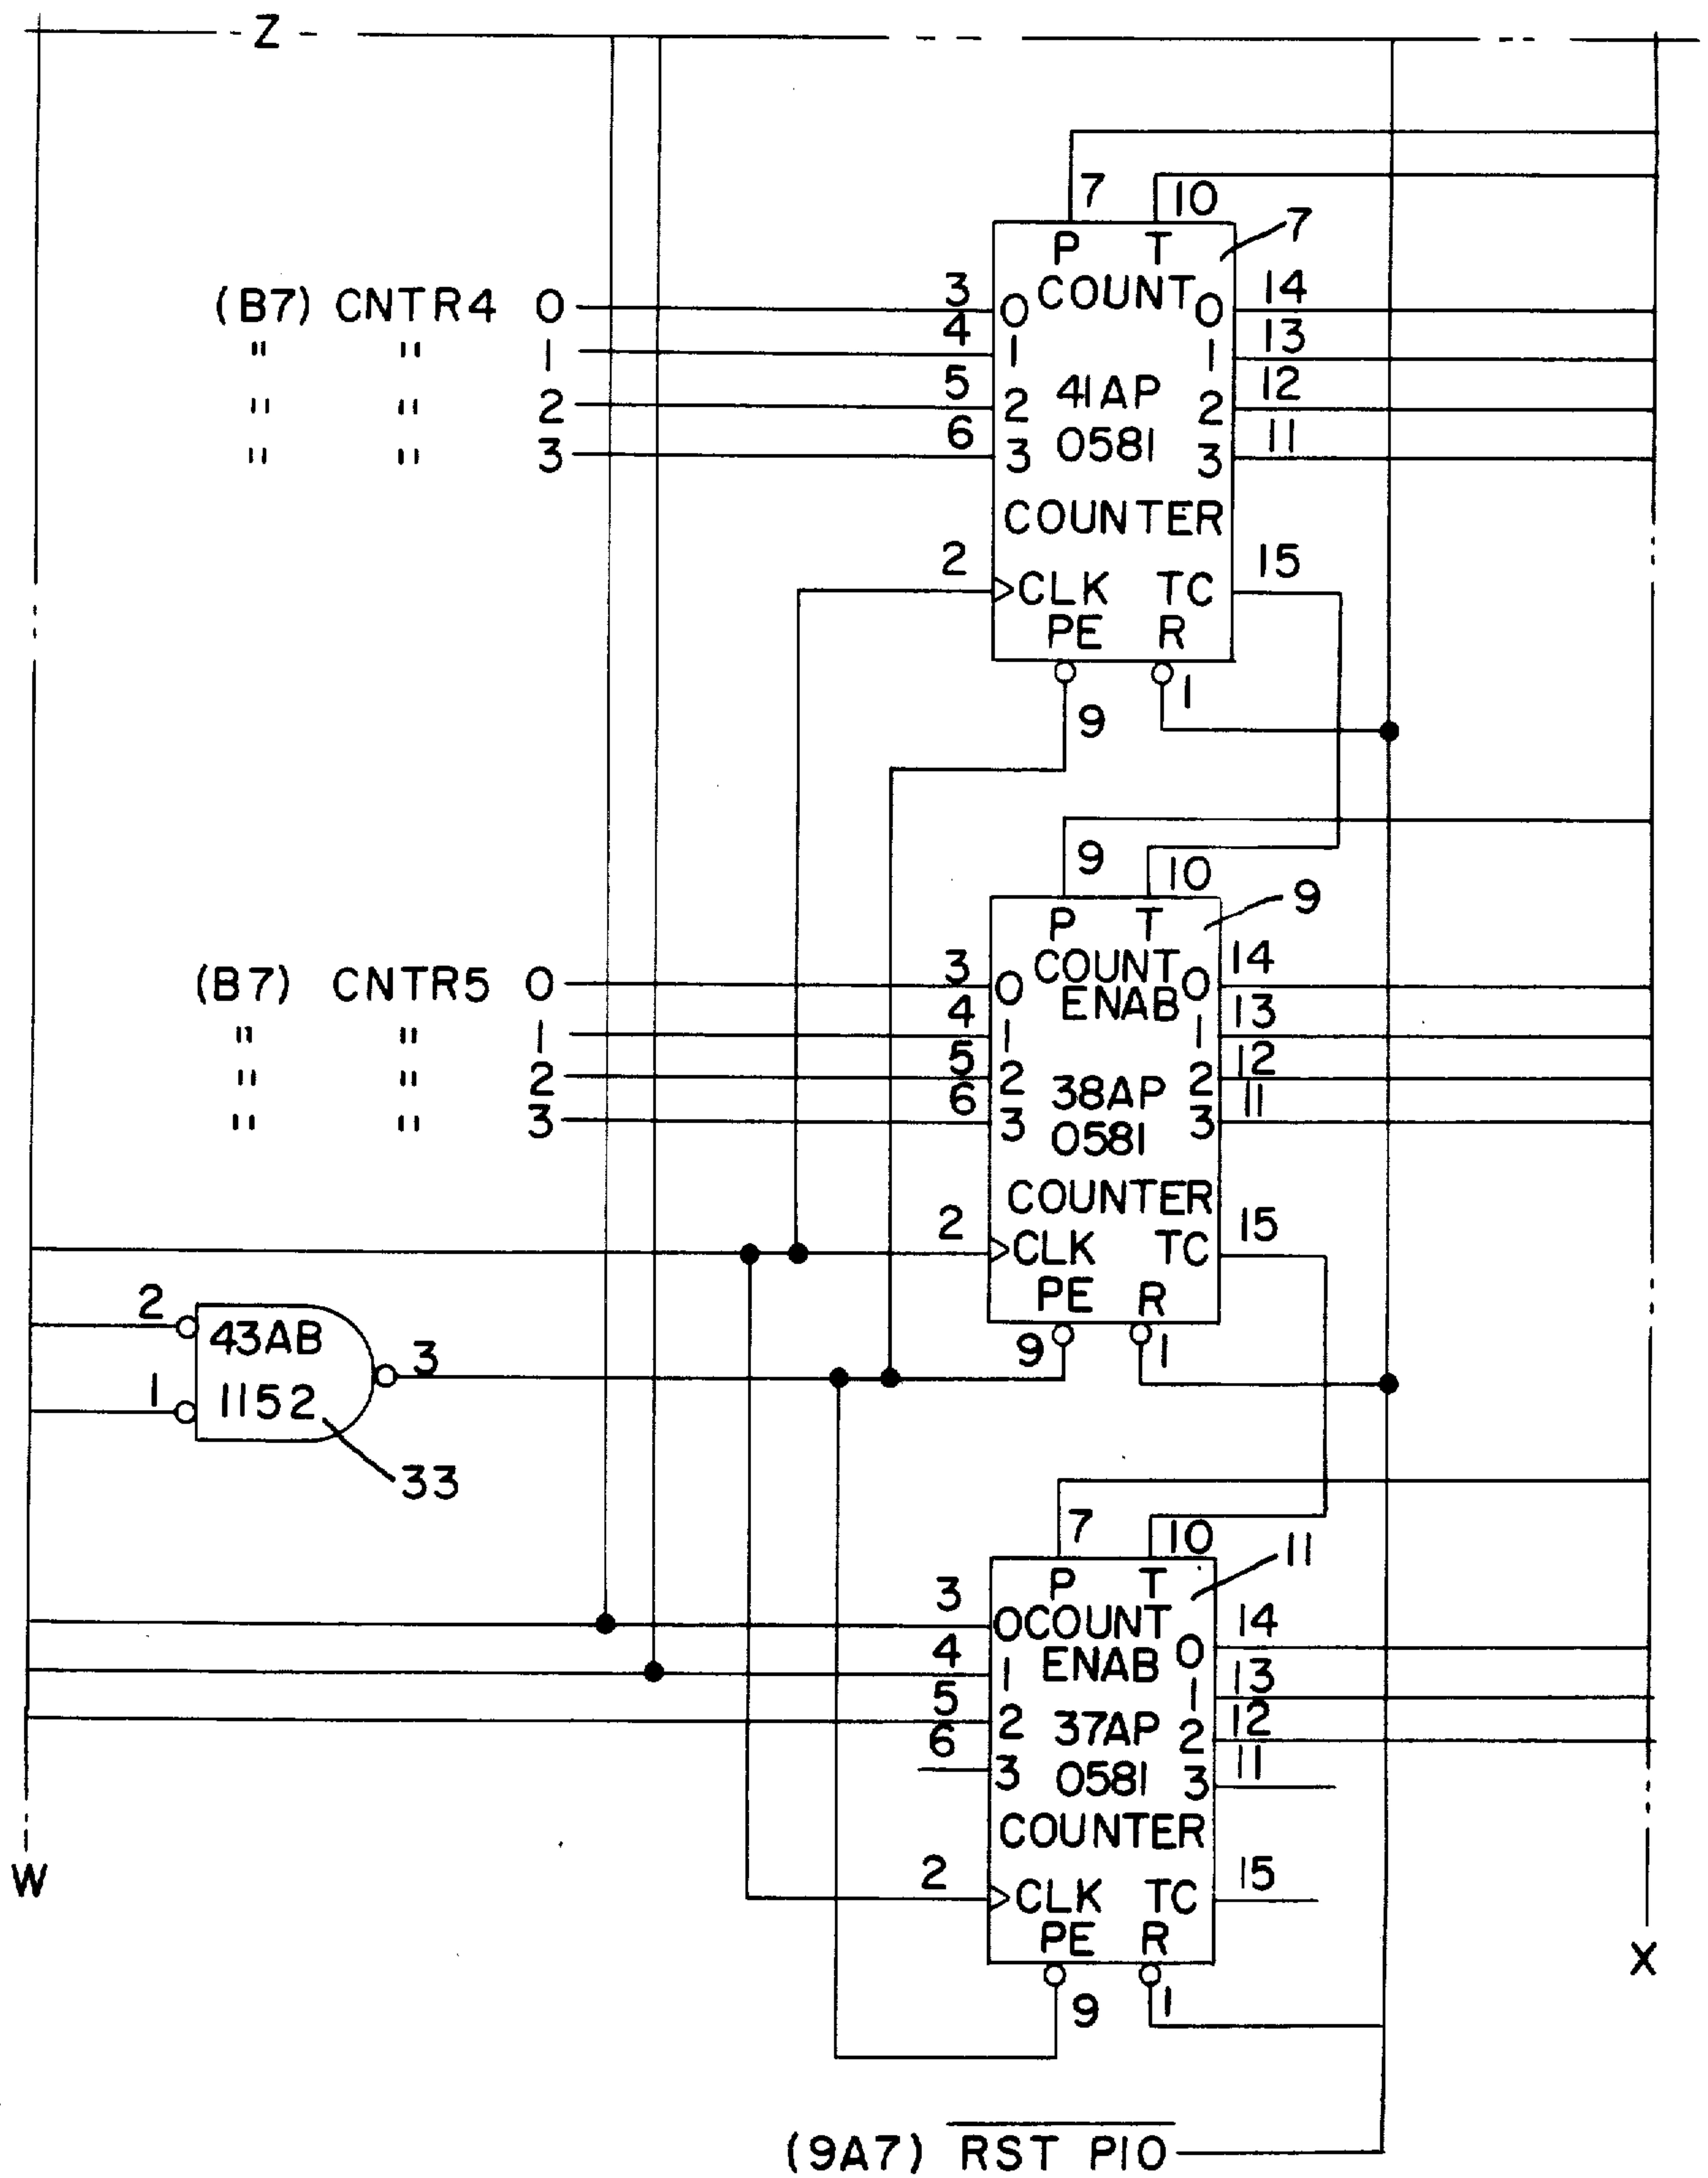 - Z -
7 10
7
P T
(B7) CNTR4 0 3 0 COUNT 0 14
" " 1 4 1 1 13
" " 2 5 2 41AP 2 12
" " 3 6 3 0581 3 11
COUNTER
2 CLK TC 15
PE R
9 1
9 10
9
P T
(B7) CNTR5 0 3 0 COUNT 0 14
ENAB
" " 1 4 1 1 13
" " 2 5 2 38AP 2 12
" " 3 6 3 0581 3 11
COUNTER
2 CLK TC 15
PE R
9 1
2 43AB 3
1 1152
33
7 10
11
P T
3 0 COUNT 14
4 1 ENAB 0 13
5 2 37AP 1 12
6 3 0581 2 11
3
COUNTER
W
2 CLK TC 15
PE R
X
9 1
(9A7) RST PIO